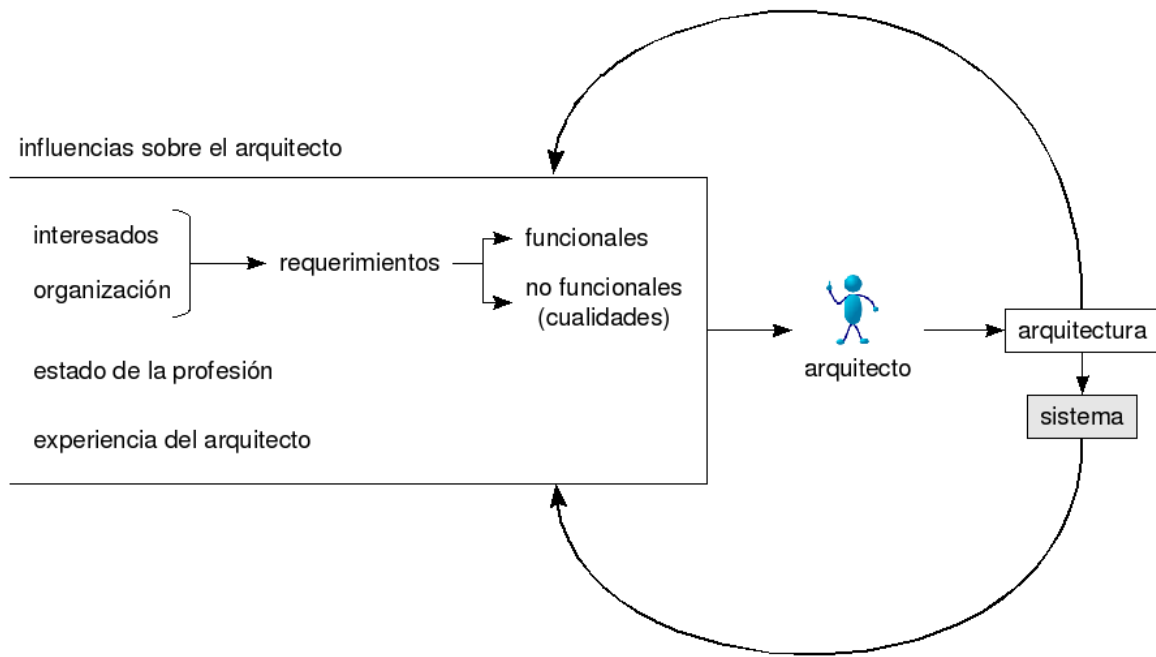 influencias sobre el arquitecto
interesados
organización
requerimientos
funcionales
no funcionales
(cualidades)
estado de la profesión
experiencia del arquitecto
arquitecto
arquitectura
sistema